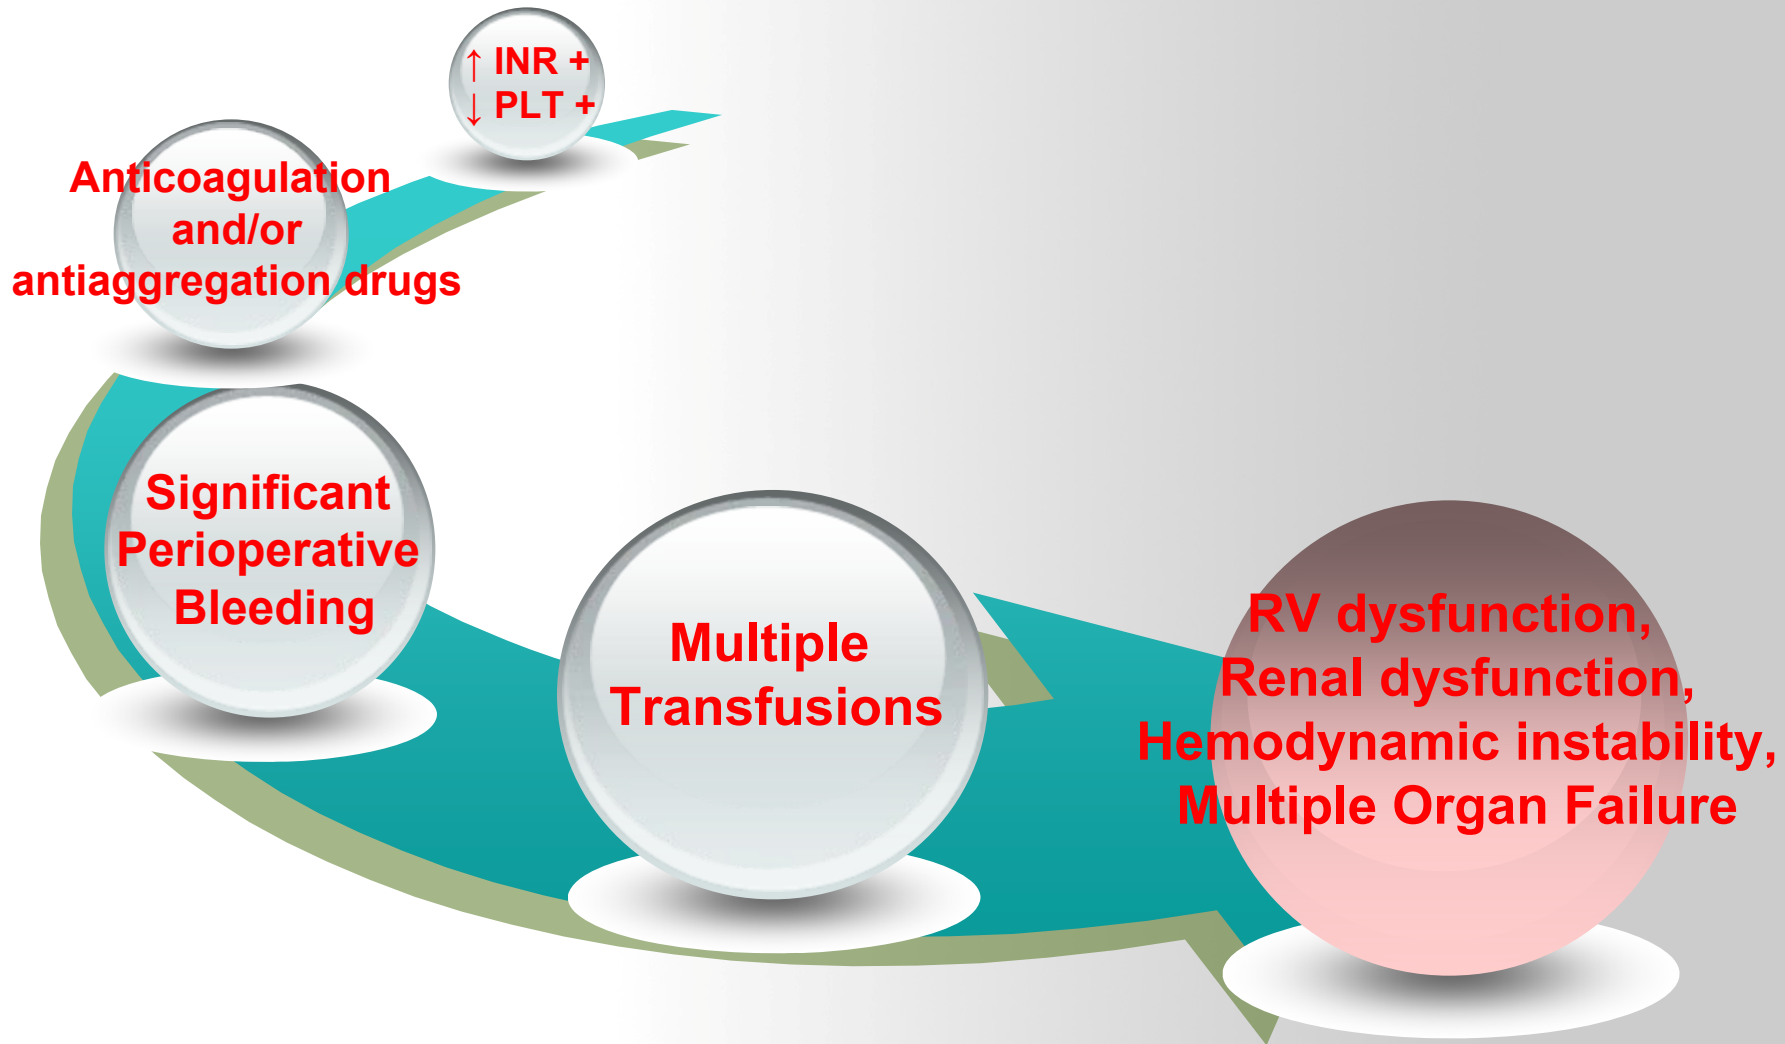 ↑ INR +
↓ PLT +
Anticoagulation
and/or
antiaggregation drugs
Significant
Perioperative
Bleeding
Multiple
Transfusions
RV dysfunction,
Renal dysfunction,
Hemodynamic instability,
Multiple Organ Failure